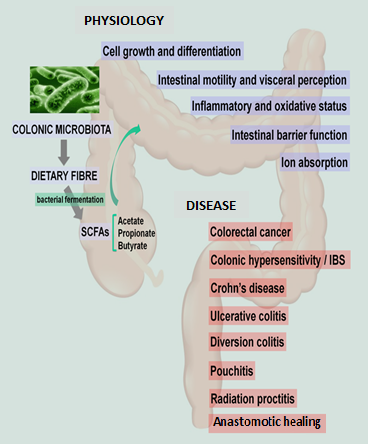 PHYSIOLOGY
Cell growth and differentiation
Intestinal motility and visceral perception
Inflammatory and oxidative status
Intestinal barrier function
Ion absorption
COLONIC MICROBIOTA
DIETARY FIBRE
bacterial fermentation
SCFAs
Acetate
Propionate
Butyrate
DISEASE
Colorectal cancer
Colonic hypersensitivity / IBS
Crohn's disease
Ulcerative colitis
Diversion colitis
Pouchitis
Radiation proctitis
Anastomotic healing